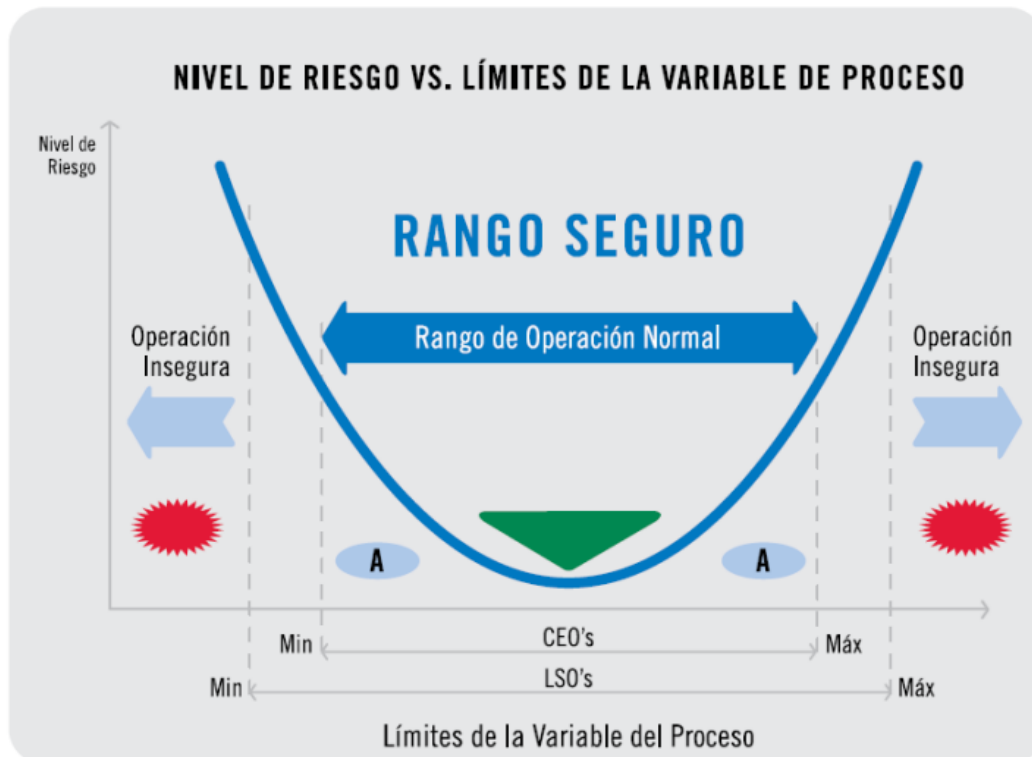 NIVEL DE RIESGO VS. LÍMITES DE LA VARIABLE DE PROCESO
Nivel de
Riesgo
RANGO SEGURO
Rango de Operación Normal
Operación
Insegura
Operación
Insegura
A
A
Min
CEO's
Máx
Min
LSO's
Máx
Límites de la Variable del Proceso